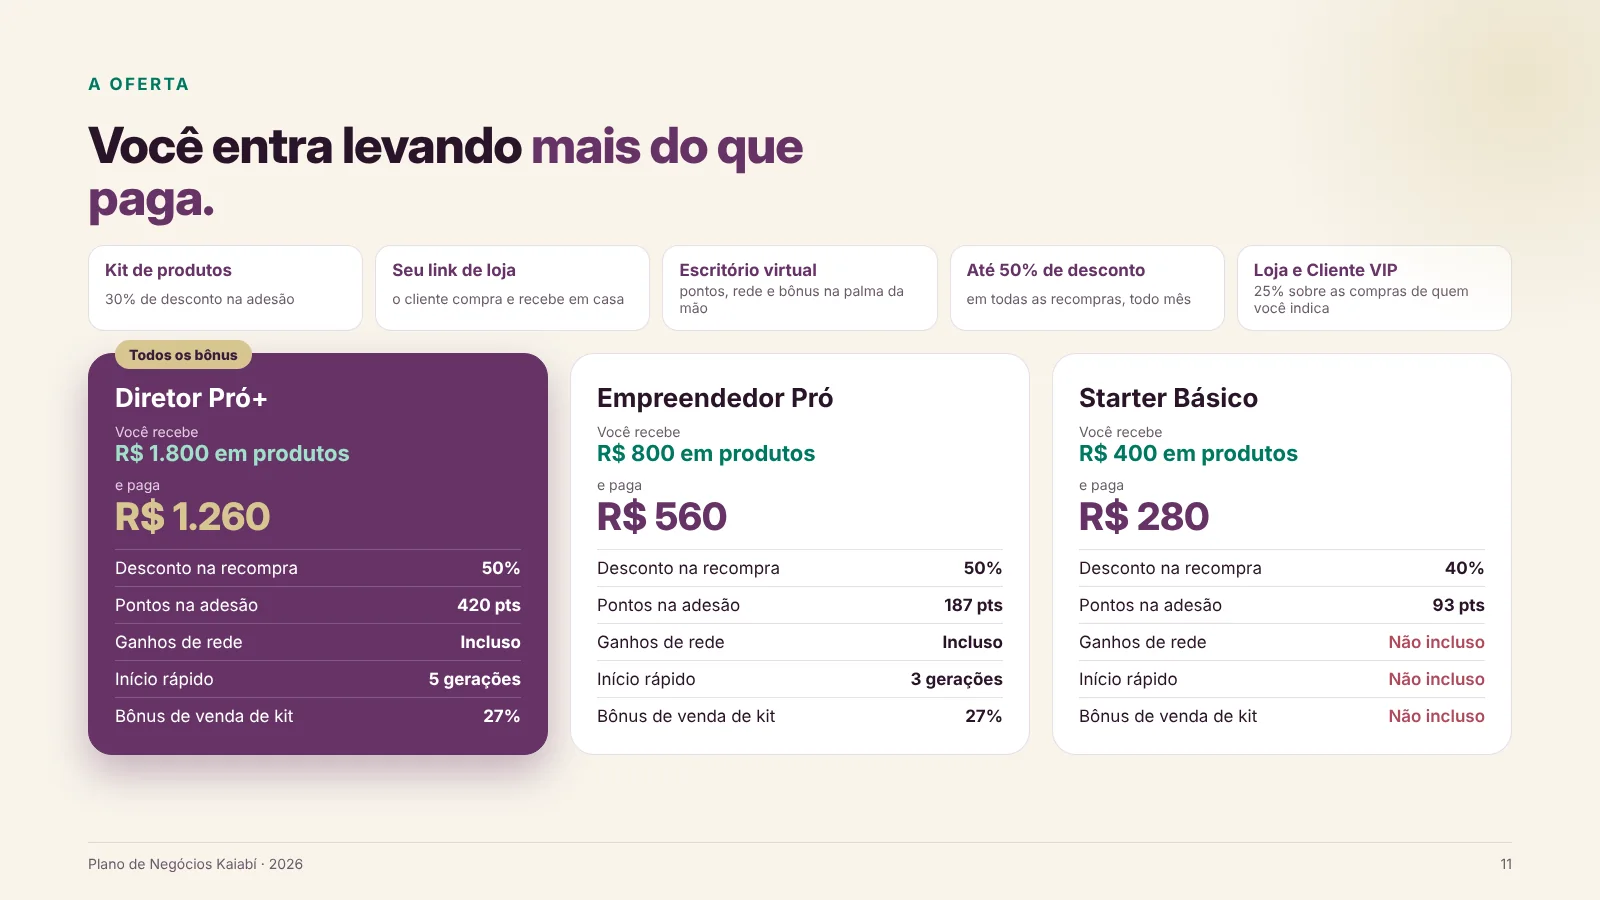 A OFERTA
Você entra levando mais do que
paga.
Kit de produtos
30% de desconto na adesão
Seu link de loja
o cliente compra e recebe em casa
Escritório virtual
pontos, rede e bônus na palma da
mão
Até 50% de desconto
em todas as recompras, todo mês
Loja e Cliente VIP
25% sobre as compras de quem
você indica
Todos os bônus
Diretor Pró+
Você recebe
R$ 1.800 em produtos
e paga
R$ 1.260
Desconto na recompra 50%
Pontos na adesão 420 pts
Ganhos de rede Incluso
Início rápido 5 gerações
Bônus de venda de kit 27%
Empreendedor Pró
Você recebe
R$ 800 em produtos
e paga
R$ 560
Desconto na recompra 50%
Pontos na adesão 187 pts
Ganhos de rede Incluso
Início rápido 3 gerações
Bônus de venda de kit 27%
Starter Básico
Você recebe
R$ 400 em produtos
e paga
R$ 280
Desconto na recompra 40%
Pontos na adesão 93 pts
Ganhos de rede Não incluso
Início rápido Não incluso
Bônus de venda de kit Não incluso
Plano de Negócios Kaiabí · 2026
11